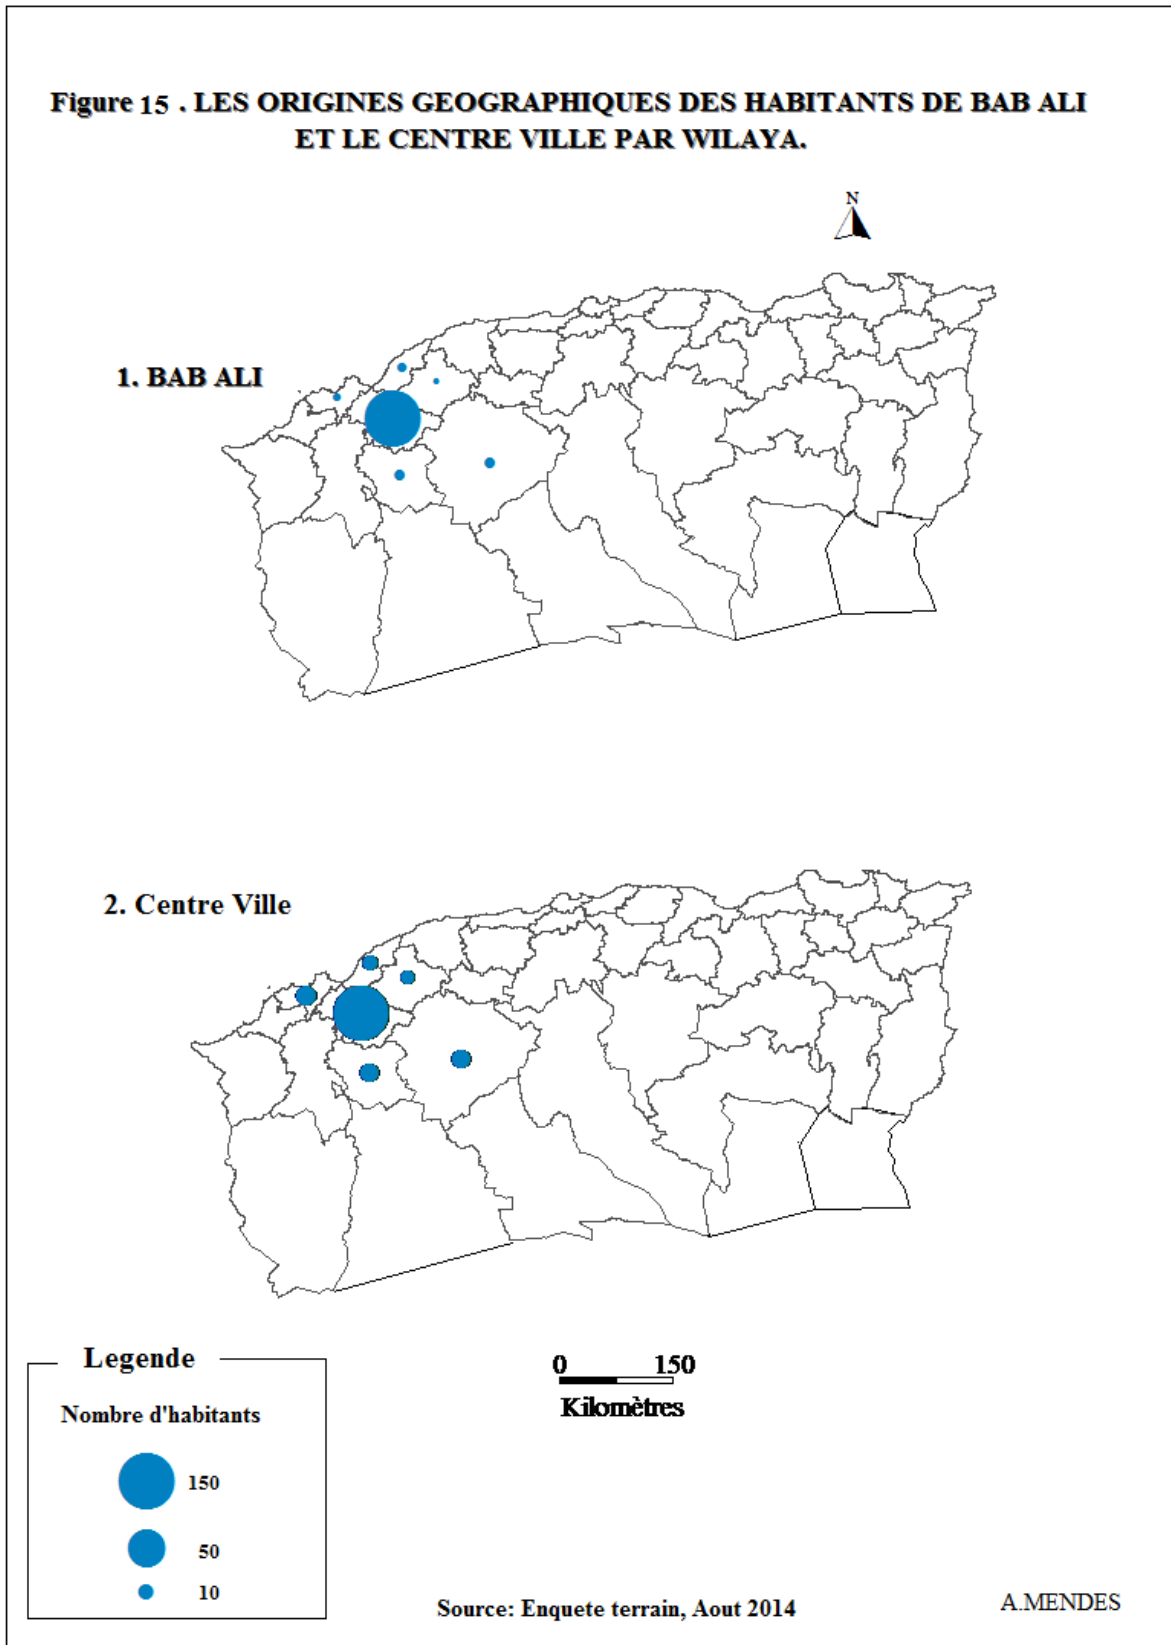 Figure 15 . LES ORIGINES GEOGRAPHIQUES DES HABITANTS DE BAB ALI
ET LE CENTRE VILLE PAR WILAYA.
N
1. BAB ALI
2. Centre Ville
Legende
Nombre d'habitants
150
50
10
0 150
Kilomètres
Source: Enquete terrain, Aout 2014
A.MENDES